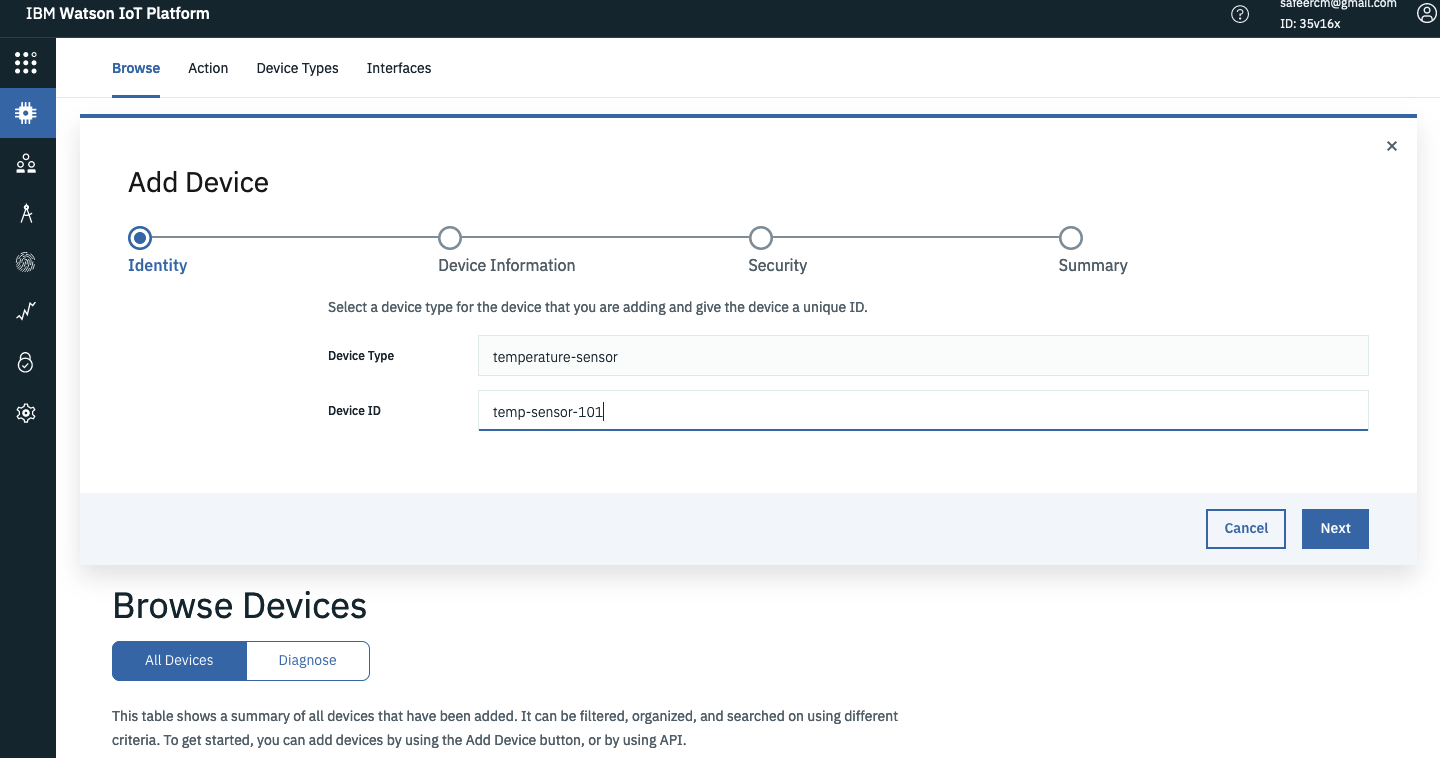 IBM Watson IoT Platform
safeercm@gmail.com
ID: 35v16x
Browse Action Device Types Interfaces
Add Device
Identity Device Information Security Summary
Select a device type for the device that you are adding and give the device a unique ID.
Device Type temperature-sensor
Device ID temp-sensor-101
Cancel Next
Browse Devices
All Devices Diagnose
This table shows a summary of all devices that have been added. It can be filtered, organized, and searched on using different
criteria. To get started, you can add devices by using the Add Device button, or by using API.